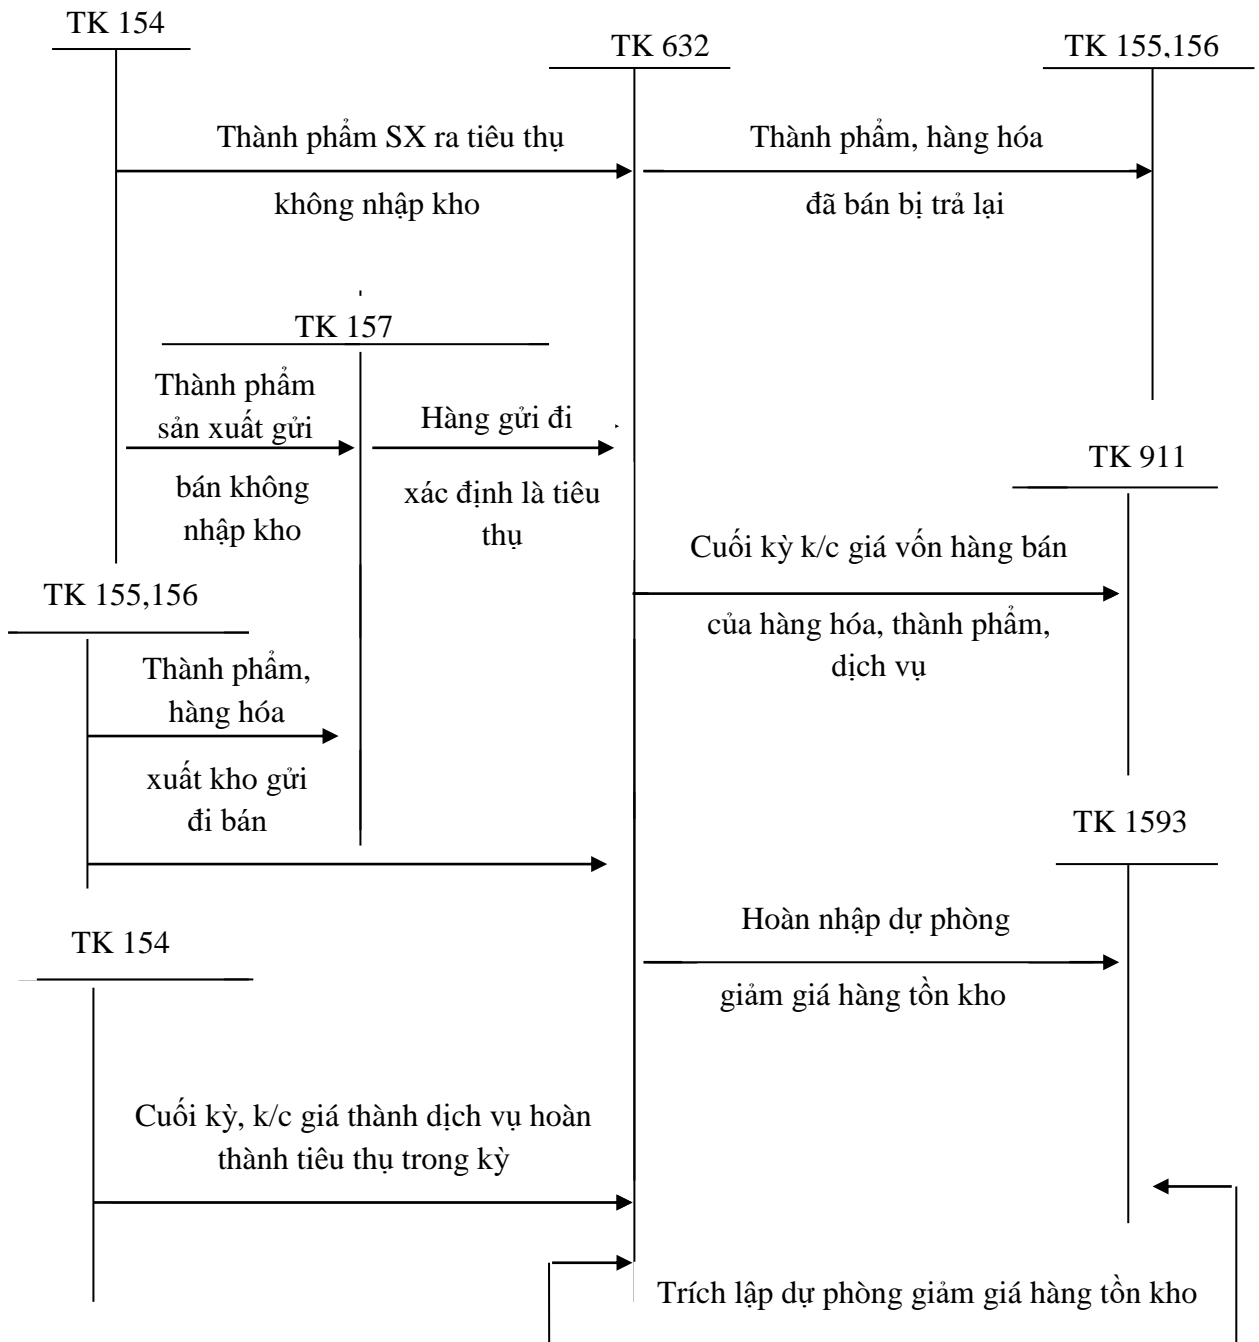 TK 154
TK 632
TK 155,156
Thành phẩm SX ra tiêu thụ
không nhập kho
Thành phẩm, hàng hóa
đã bán bị trả lại
TK 157
Thành phẩm
sản xuất gửi
bán không
nhập kho
Hàng gửi đi
xác định là tiêu
thụ
TK 911
Cuối kỳ k/c giá vốn hàng bán
của hàng hóa, thành phẩm,
dịch vụ
TK 155,156
Thành phẩm,
hàng hóa
xuất kho gửi
đi bán
TK 1593
Hoàn nhập dự phòng
giảm giá hàng tồn kho
TK 154
Cuối kỳ, k/c giá thành dịch vụ hoàn
thành tiêu thụ trong kỳ
Trích lập dự phòng giảm giá hàng tồn kho